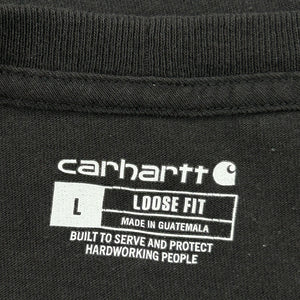 carhartt
L LOOSE FIT
MADE IN GUATEMALA
BUILT TO SERVE AND PROTECT
HARDWORKING PEOPLE